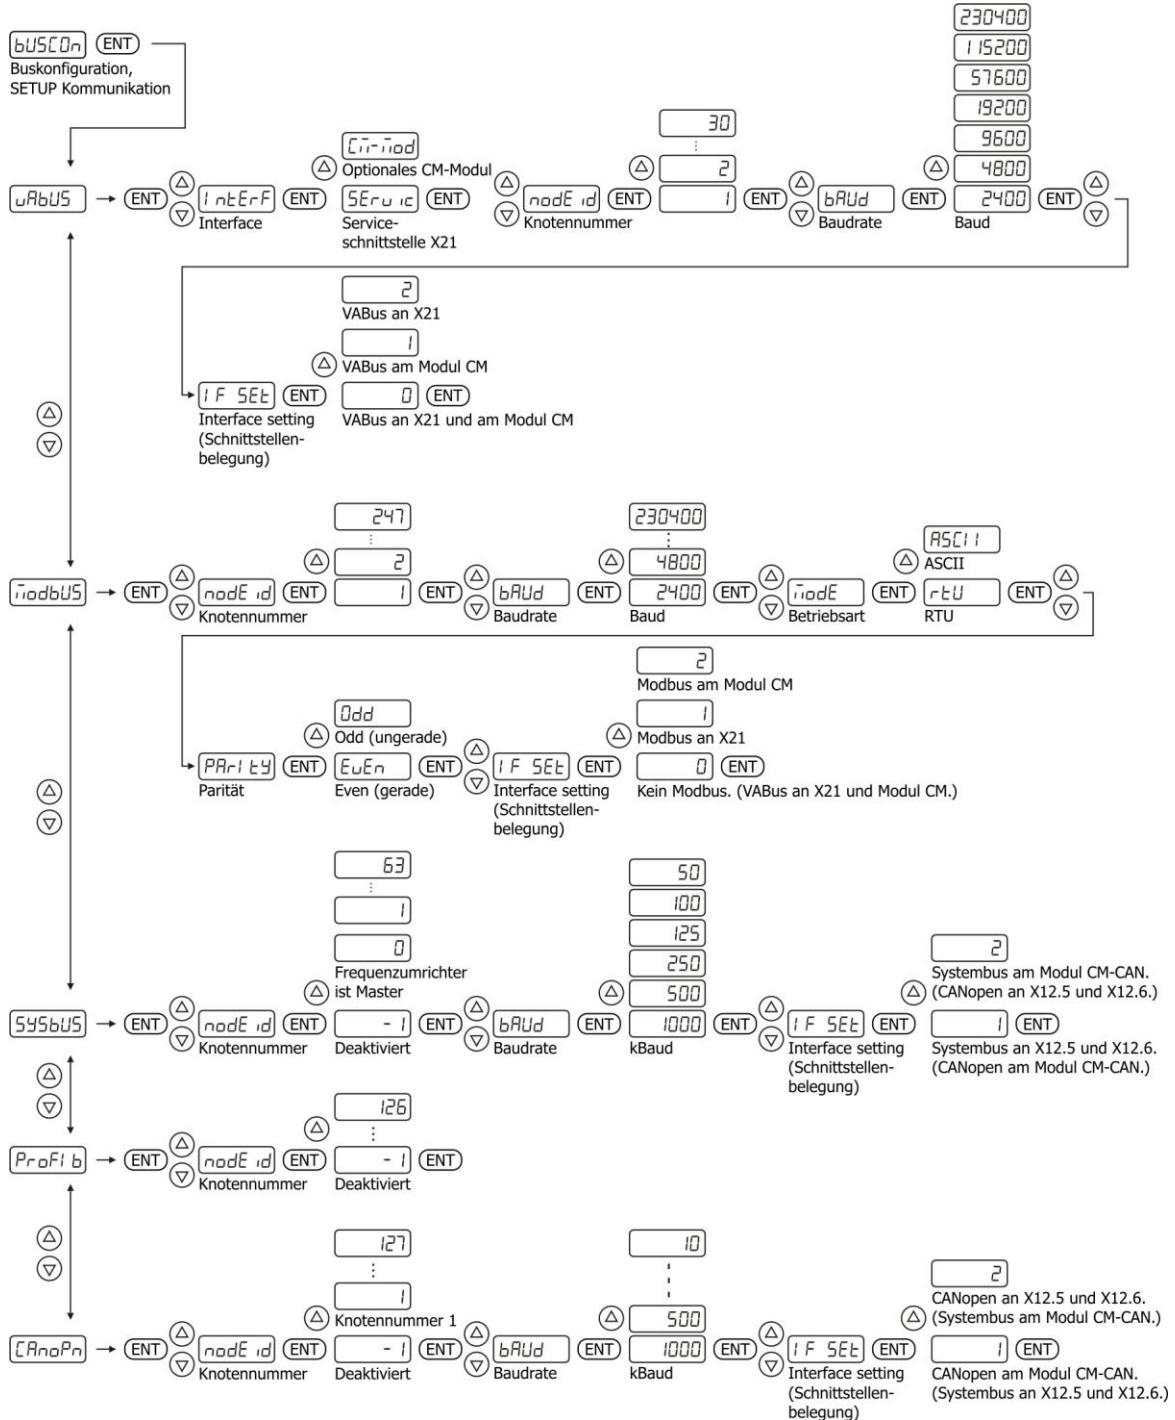 230400
115200
57600
19200
9600
4800
2400
bUSCOn ENT
Buskonfiguration,
SETUP Kommunikation
30
⋮
2
1
Cm-mod
Optionales CM-Modul
vAbUS ENT IntErF ENT SErvic ENT nodEid ENT ENT bAUd ENT ENT
Interface
Service-
schnittstelle X21
Knotennummer
Baudrate
Baud
2
VABus an X21
1
VABus am Modul CM
IF SEt ENT 0 ENT
Interface setting
(Schnittstellen-
belegung)
VABus an X21 und am Modul CM
247
⋮
2
1
230400
⋮
4800
2400
ASCII
ASCII
modbUS ENT nodEid ENT ENT bAUd ENT ENT modE ENT rtU ENT
Knotennummer
Baudrate
Baud
Betriebsart
RTU
2
Modbus am Modul CM
1
Modbus an X21
Odd
Odd (ungerade)
PAritY ENT EvEn ENT IF SEt ENT 0 ENT
Parität
Even (gerade)
Interface setting
(Schnittstellen-
belegung)
Kein Modbus. (VABus an X21 und Modul CM.)
63
⋮
1
0
Frequenzumrichter
ist Master
50
100
125
250
500
1000
2
Systembus am Modul CM-CAN.
(CANopen an X12.5 und X12.6.)
SYSbUS ENT nodEid ENT -1 ENT bAUd ENT ENT IF SEt ENT 1 ENT
Knotennummer
Deaktiviert
Baudrate
kBaud
Interface setting
(Schnittstellen-
belegung)
Systembus an X12.5 und X12.6.
(CANopen am Modul CM-CAN.)
126
⋮
ProFIb ENT nodEid ENT -1 ENT
Knotennummer
Deaktiviert
127
⋮
1
Knotennummer 1
10
500
1000
2
CANopen an X12.5 und X12.6.
(Systembus am Modul CM-CAN.)
CAnoPn ENT nodEid ENT -1 ENT bAUd ENT ENT IF SEt ENT 1 ENT
Knotennummer
Deaktiviert
Baudrate
kBaud
Interface setting
(Schnittstellen-
belegung)
CANopen am Modul CM-CAN.
(Systembus an X12.5 und X12.6.)